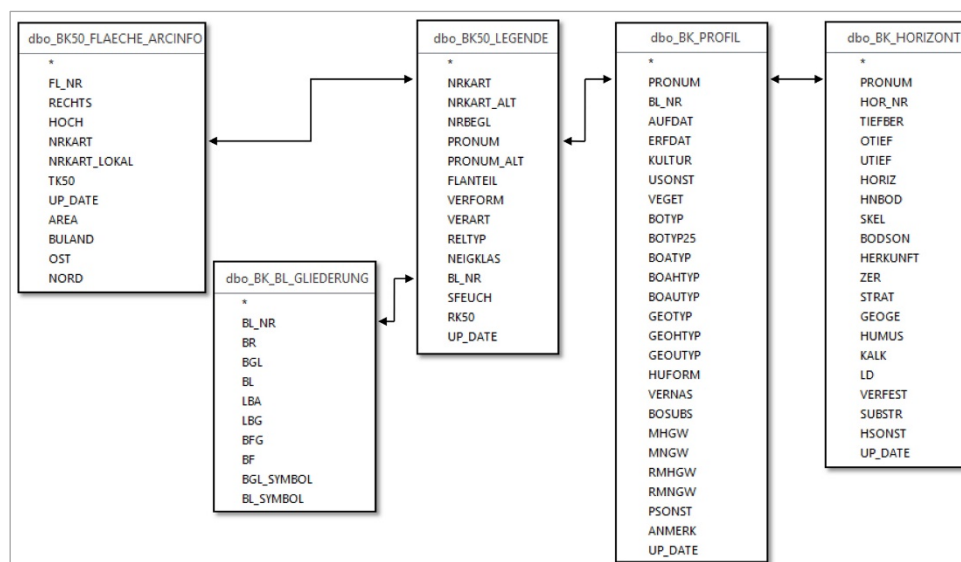 dbo_BK50_FLAECHE_ARCINFO
*
FL_NR
RECHTS
HOCH
NRKART
NRKART_LOKAL
TK50
UP_DATE
AREA
BULAND
OST
NORD
dbo_BK_BL_GLIEDERUNG
*
BL_NR
BR
BGL
BL
LBA
LBG
BFG
BF
BGL_SYMBOL
BL_SYMBOL
dbo_BK50_LEGENDE
*
NRKART
NRKART_ALT
NRBEGL
PRONUM
PRONUM_ALT
FLANTEIL
VERFORM
VERART
RELTYP
NEIGKLAS
BL_NR
SFEUCH
RK50
UP_DATE
dbo_BK_PROFIL
*
PRONUM
BL_NR
AUFDAT
ERFDAT
KULTUR
USONST
VEGET
BOTYP
BOTYP25
BOATYP
BOAHTYP
BOAUTYP
GEOTYP
GEOHTYP
GEOUTYP
HUFORM
VERNAS
BOSUBS
MHGW
MNGW
RMHGW
RMNGW
PSONST
ANMERK
UP_DATE
dbo_BK_HORIZONT
*
PRONUM
HOR_NR
TIEFBER
OTIEF
UTIEF
HORIZ
HNBOD
SKEL
BODSON
HERKUNFT
ZER
STRAT
GEOGE
HUMUS
KALK
LD
VERFEST
SUBSTR
HSONST
UP_DATE